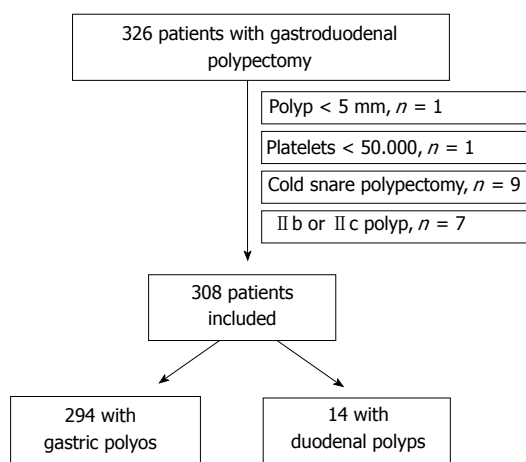 326 patients with gastroduodenal
polypectomy
Polyp < 5 mm, n = 1
Platelets < 50.000, n = 1
Cold snare polypectomy, n = 9
Ⅱb or Ⅱc polyp, n = 7
308 patients
included
294 with
gastric polyos
14 with
duodenal polyps